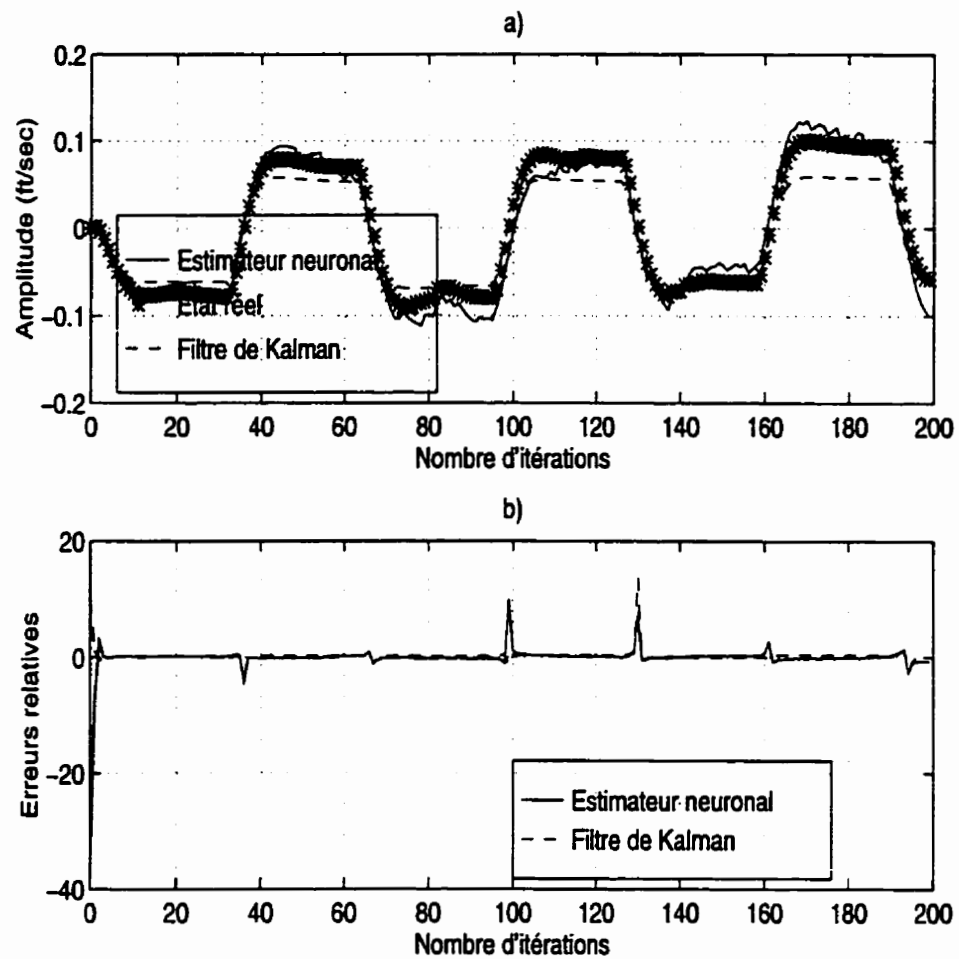 a)
0.2
0.1
0
−0.1
−0.2
Amplitude (ft/sec)
Estimateur neuronal
Etat réel
Filtre de Kalman
0 20 40 60 80 100 120 140 160 180 200
Nombre d'itérations
b)
20
0
−20
−40
Erreurs relatives
Estimateur neuronal
Filtre de Kalman
0 20 40 60 80 100 120 140 160 180 200
Nombre d'itérations